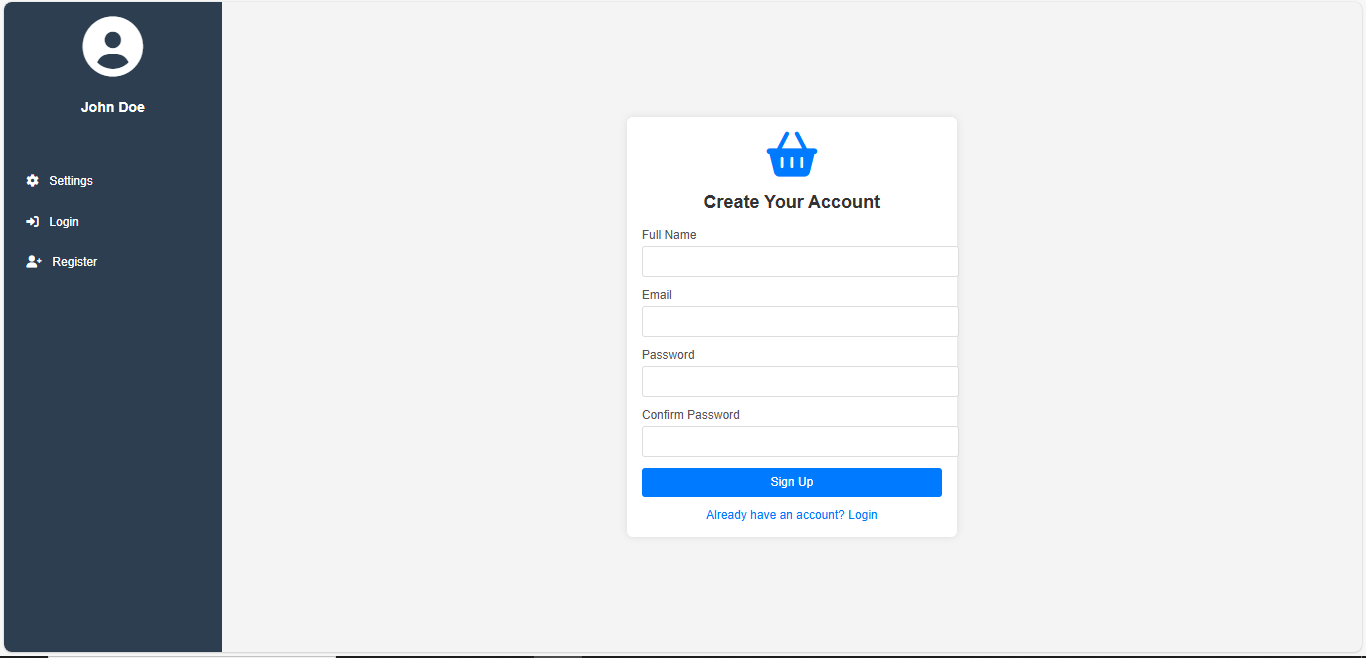 John Doe
Settings
Login
Register
Create Your Account
Full Name
Email
Password
Confirm Password
Sign Up
Already have an account? Login